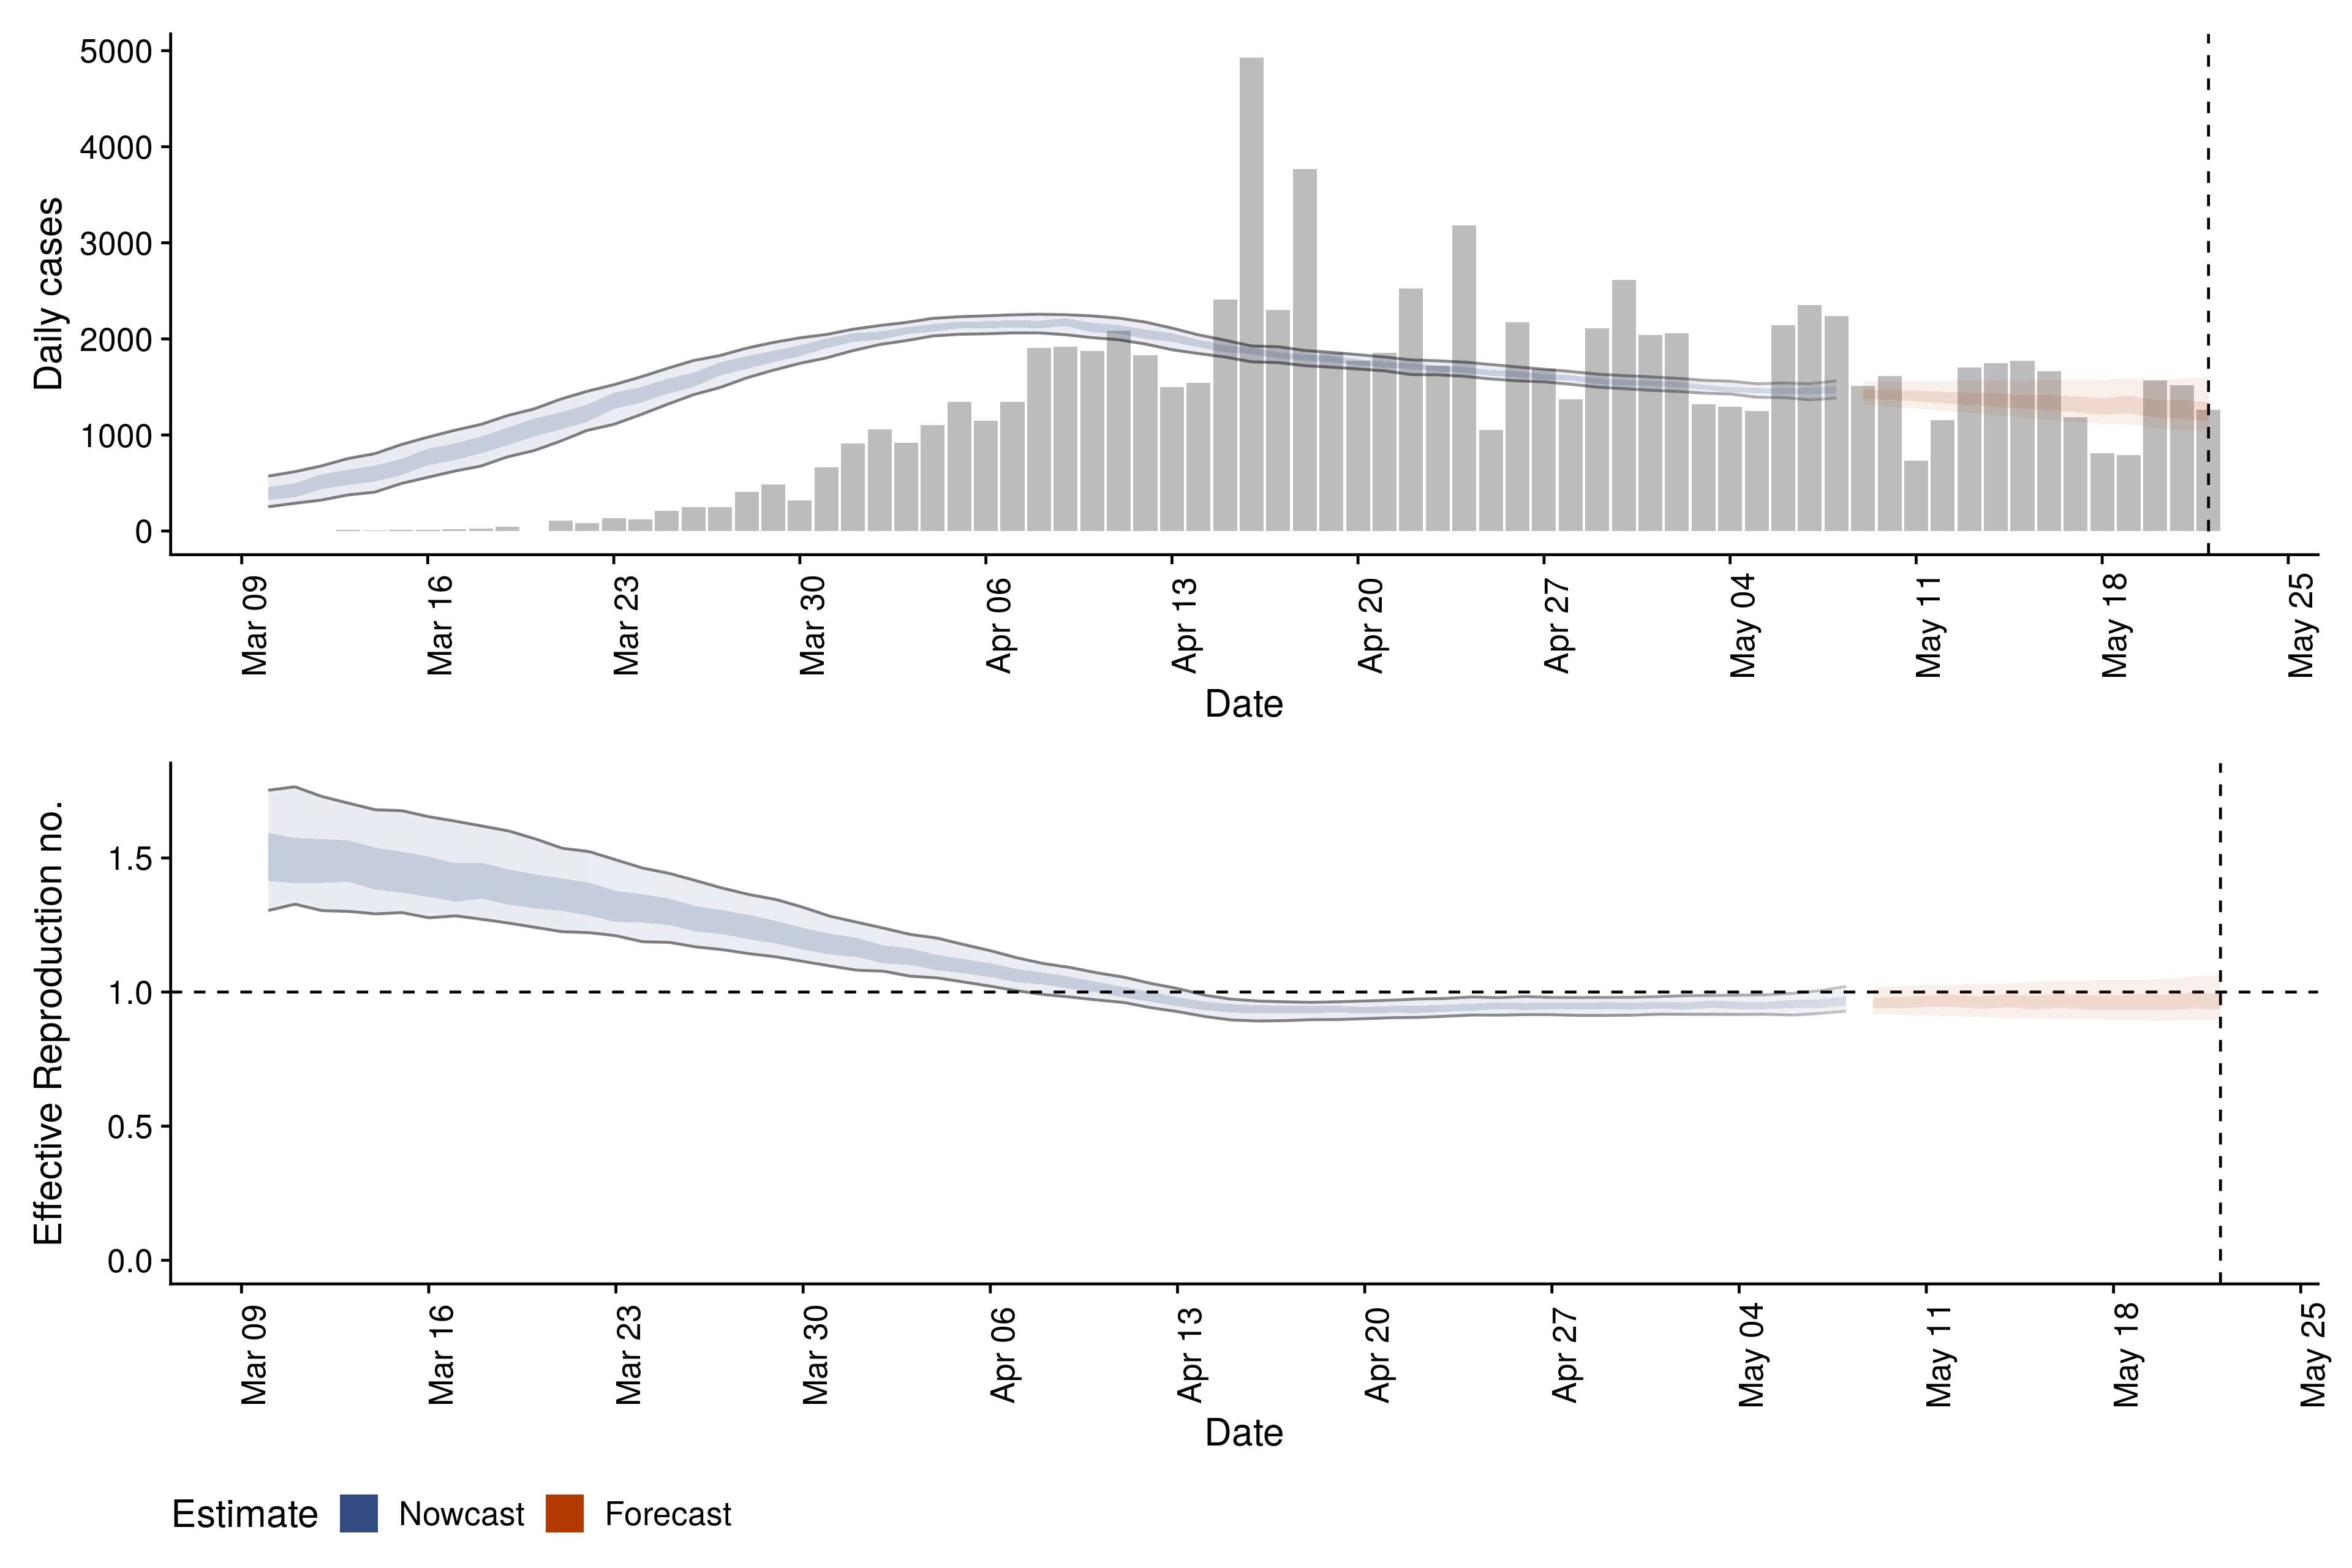 Daily cases
5000
4000
3000
2000
1000
0
Mar 09
Mar 16
Mar 23
Mar 30
Apr 06
Apr 13
Apr 20
Apr 27
May 04
May 11
May 18
May 25
Date
Effective Reproduction no.
1.5
1.0
0.5
0.0
Mar 09
Mar 16
Mar 23
Mar 30
Apr 06
Apr 13
Apr 20
Apr 27
May 04
May 11
May 18
May 25
Date
Estimate Nowcast Forecast